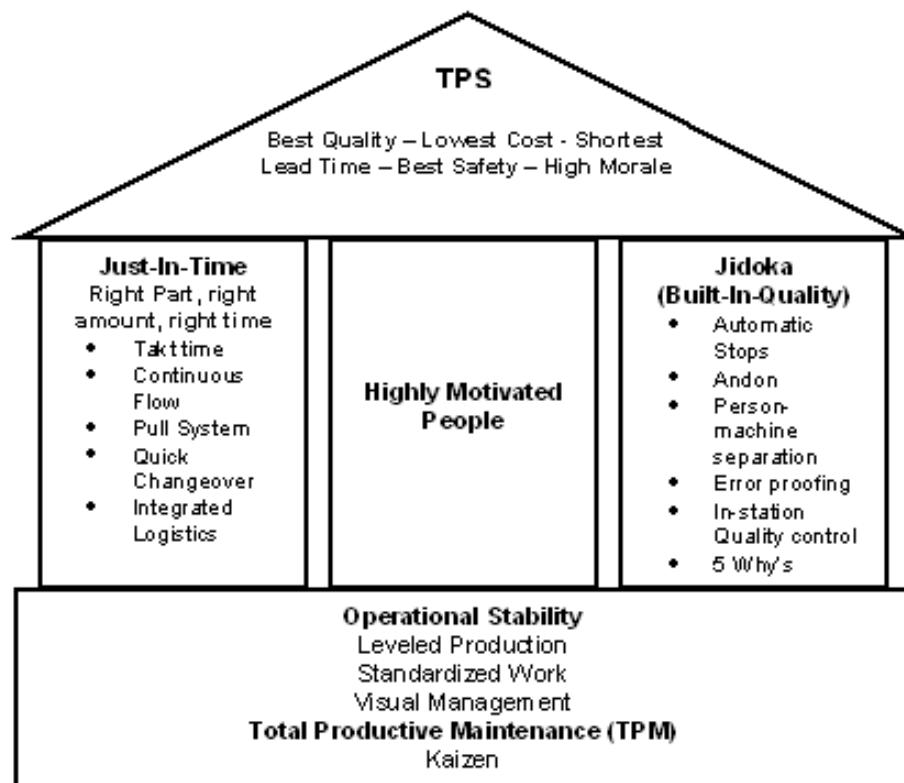 TPS
Best Quality – Lowest Cost - Shortest
Lead Time – Best Safety – High Morale
Just-In-Time
Right Part, right
amount, right time
• Takt time
• Continuous
Flow
• Pull System
• Quick
Changeover
• Integrated
Logistics
Highly Motivated
People
Jidoka
(Built-In-Quality)
• Automatic
Stops
• Andon
• Person-
machine
separation
• Error proofing
• In-station
Quality control
• 5 Why's
Operational Stability
Leveled Production
Standardized Work
Visual Management
Total Productive Maintenance (TPM)
Kaizen